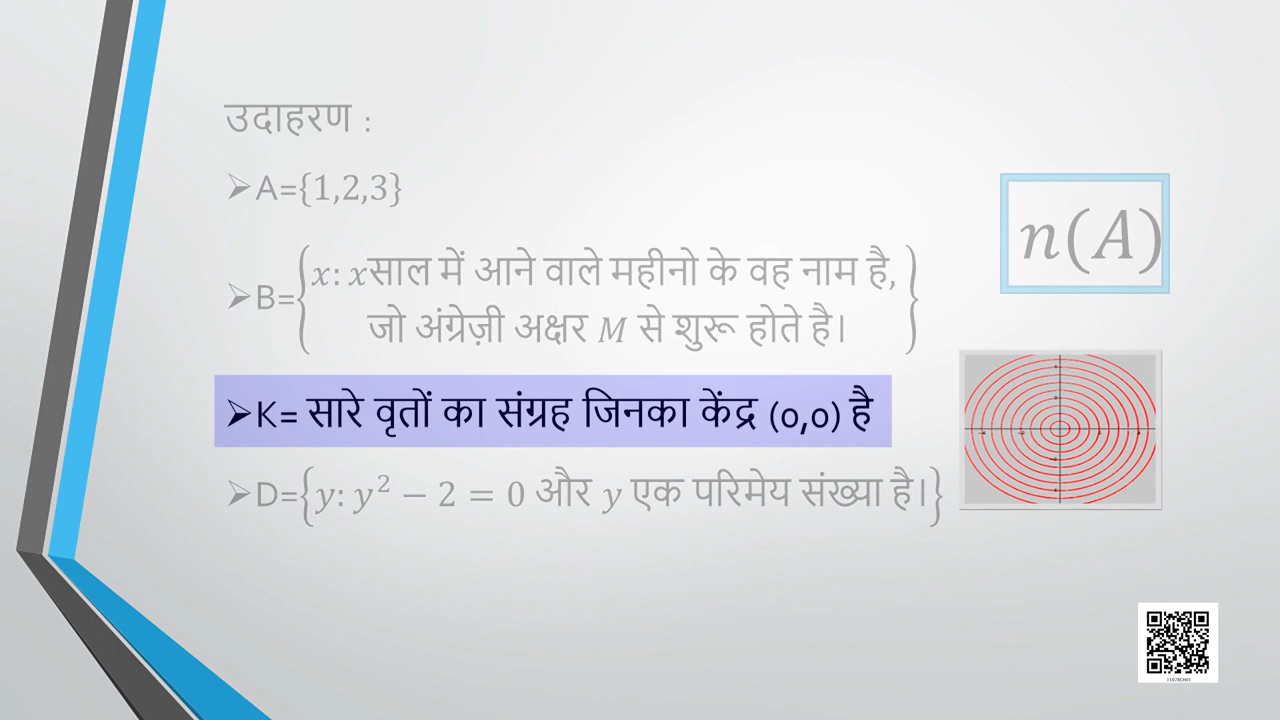 उदाहरण :
➢A={1,2,3}
n(A)
➢B={x: xसाल में आने वाले महीनो के वह नाम है,
जो अंग्रेज़ी अक्षर M से शुरू होते है।}
➢K= सारे वृतों का संग्रह जिनका केंद्र (0,0) है
➢D={y: y² − 2 = 0 और y एक परिमेय संख्या है।}